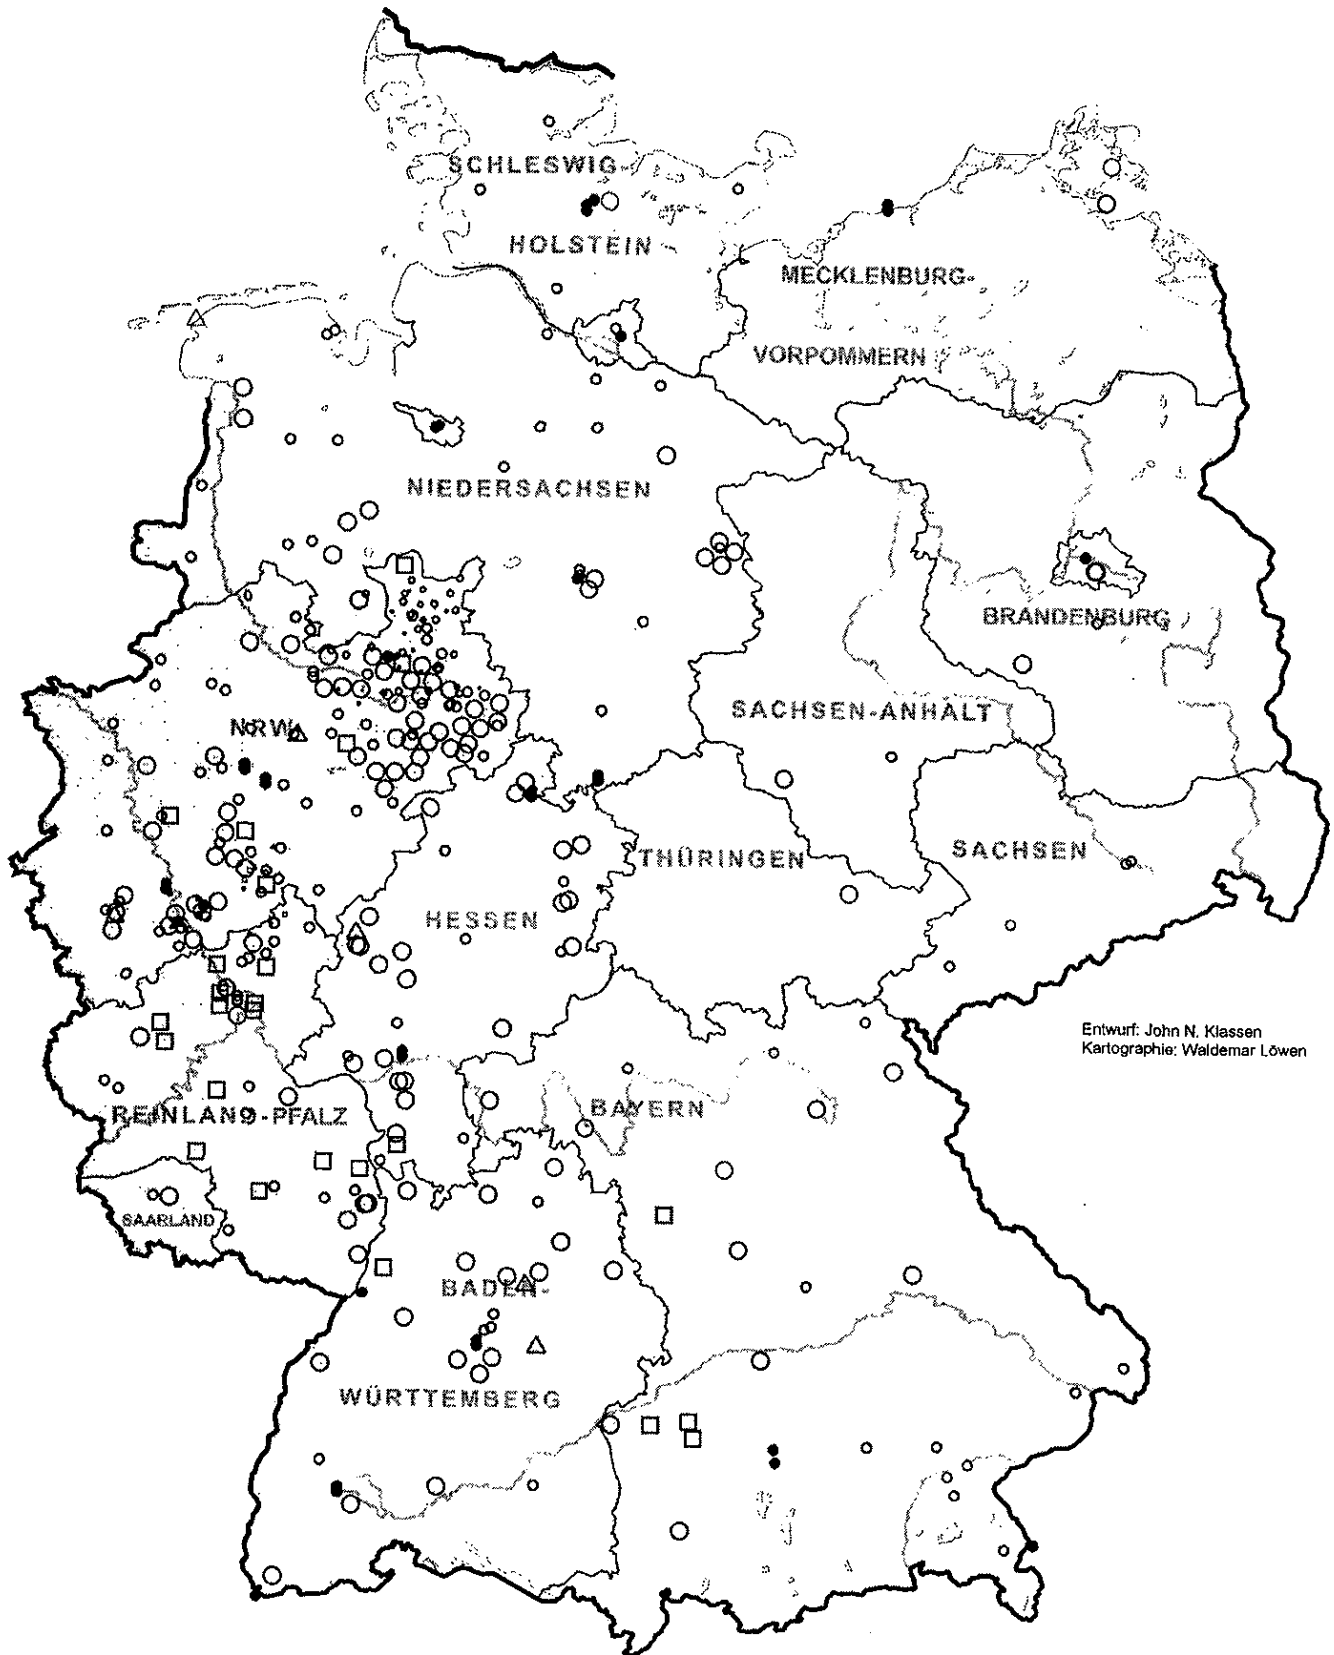 SCHLESWIG-
HOLSTEIN
MECKLENBURG-
VORPOMMERN
NIEDERSACHSEN
BRANDENBURG
SACHSEN-ANHALT
NRW
THÜRINGEN
SACHSEN
HESSEN
Entwurf: John N. Klassen
Kartographie: Waldemar Löwen
REINLAND-PFALZ
BAYERN
SAARLAND
BADEN-
WÜRTTEMBERG